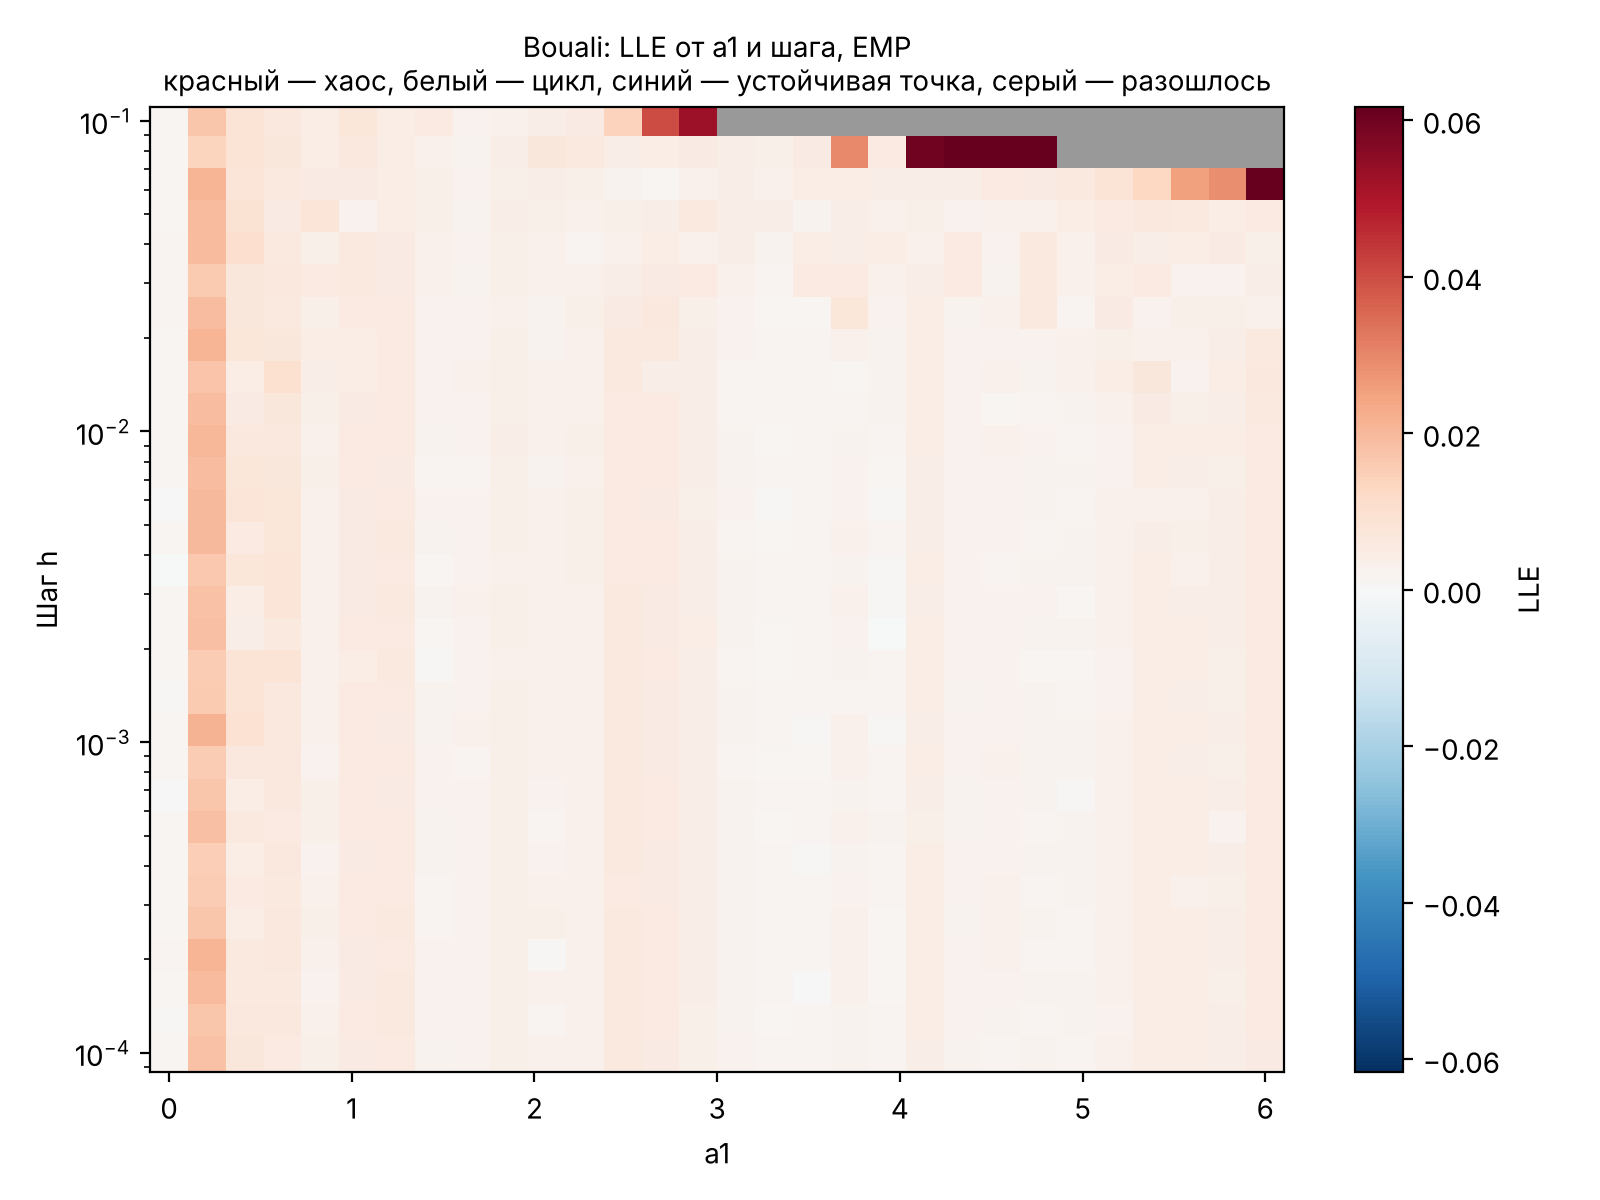 Bouali: LLE от a1 и шага, EMP
красный — хаос, белый — цикл, синий — устойчивая точка, серый — разошлось
10⁻¹
10⁻²
10⁻³
10⁻⁴
Шаг h
0 1 2 3 4 5 6
a1
0.06
0.04
0.02
0.00
−0.02
−0.04
−0.06
LLE